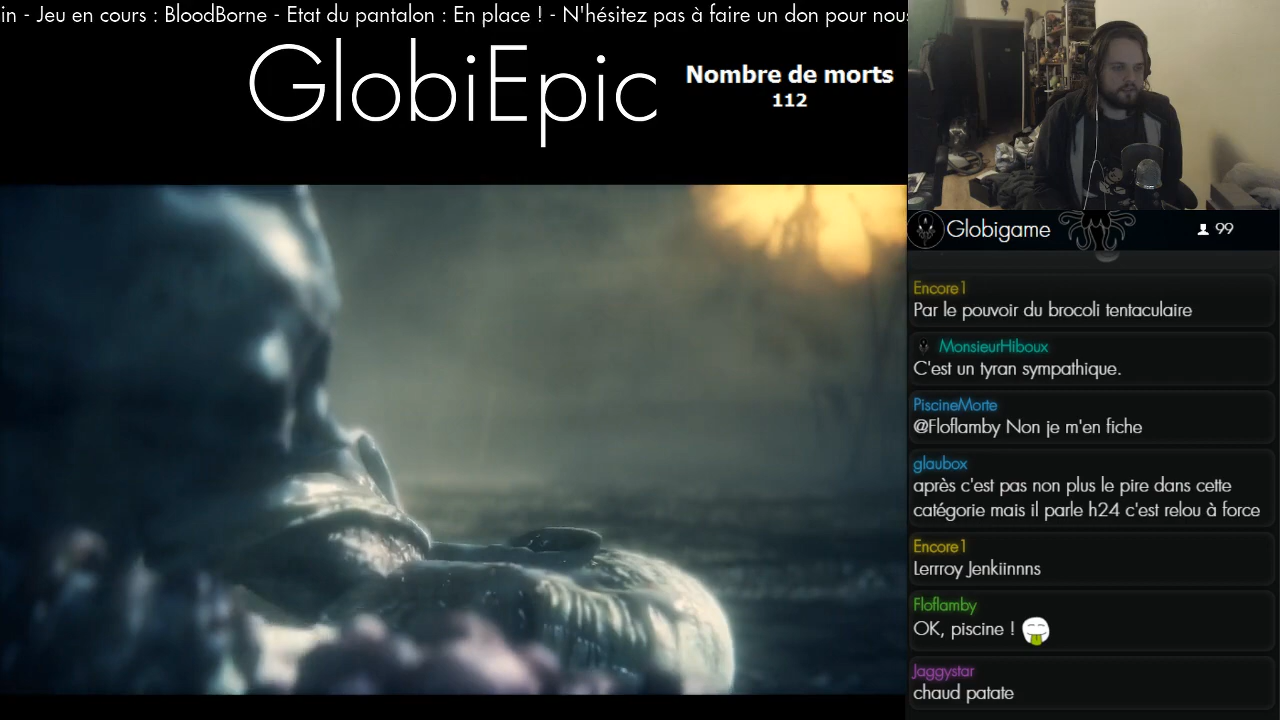 in - Jeu en cours : BloodBorne - Etat du pantalon : En place ! - N'hésitez pas à faire un don pour nous
GlobiEpic
Nombre de morts
112
Globigame
99
Encore1
Par le pouvoir du brocoli tentaculaire
MonsieurHiboux
C'est un tyran sympathique.
PiscineMorte
@Floflamby Non je m'en fiche
glaubox
après c'est pas non plus le pire dans cette
catégorie mais il parle h24 c'est relou à force
Encore1
Lerrroy Jenkiinnns
Floflamby
OK, piscine !
Jaggystar
chaud patate